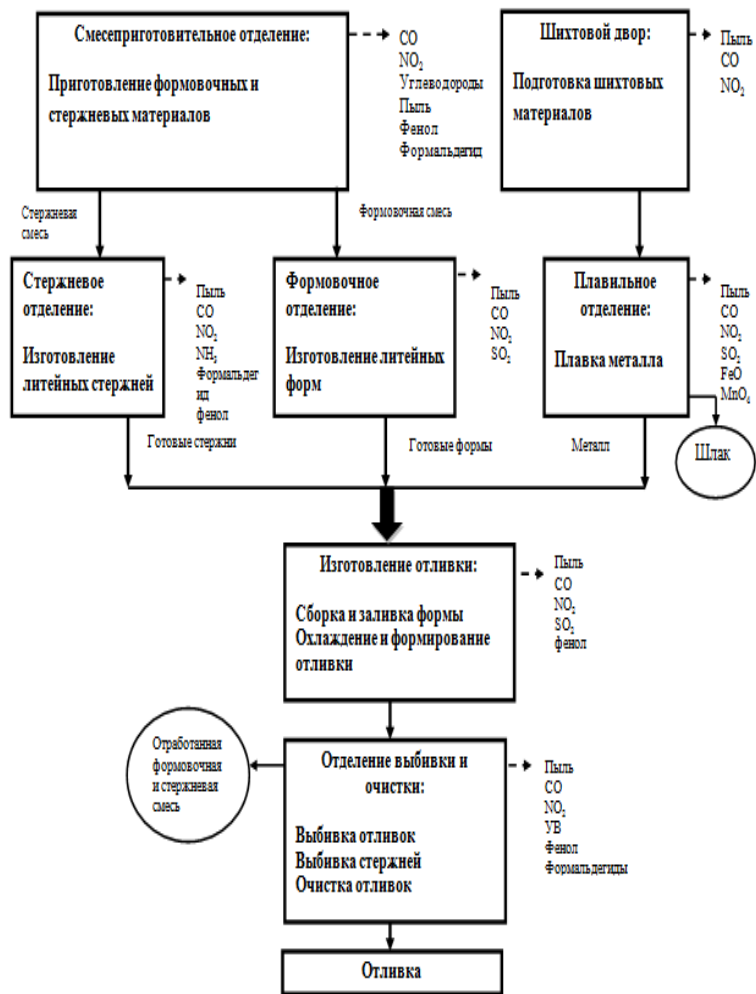 Смесеприготовительное отделение:
Приготовление формовочных и
стержневых материалов
CO
NO₂
Углеводороды
Пыль
Фенол
Формальдегид
Шихтовой двор:
Подготовка шихтовых
материалов
Пыль
CO
NO₂
Стержневая
смесь
Формовочная смесь
Стержневое
отделение:
Изготовление
литейных стержней
Пыль
CO
NO₂
NH₃
Формальдег
ид
фенол
Формовочное
отделение:
Изготовление литейных
форм
Пыль
CO
NO₂
SO₂
Плавильное
отделение:
Плавка металла
Пыль
CO
NO₂
SO₂
FeO
MnO₄
Шлак
Готовые стержни
Готовые формы
Металл
Изготовление отливки:
Сборка и заливка формы
Охлаждение и формирование
отливки
Пыль
CO
NO₂
SO₂
фенол
Отработанная
формовочная
и стержневая
смесь
Отделение выбивки и
очистки:
Выбивка отливок
Выбивка стержней
Очистка отливок
Пыль
CO
NO₂
УВ
Фенол
Формальдегиды
Отливка